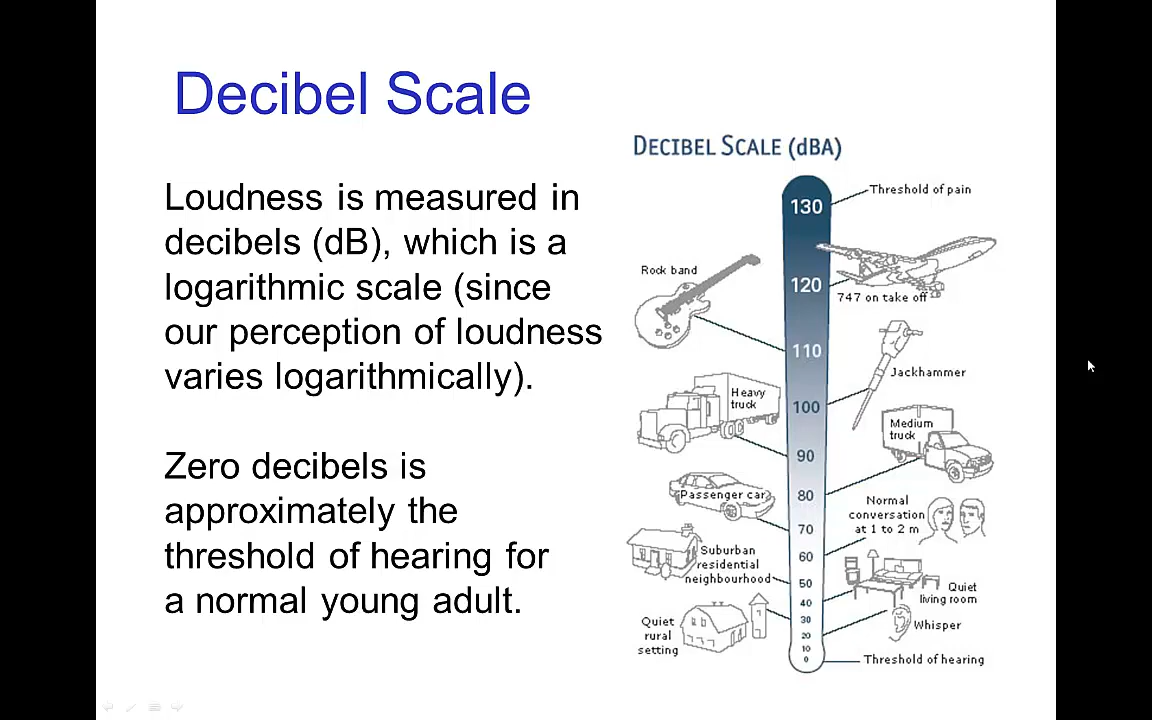 Decibel Scale
Loudness is measured in
decibels (dB), which is a
logarithmic scale (since
our perception of loudness
varies logarithmically).
Zero decibels is
approximately the
threshold of hearing for
a normal young adult.
DECIBEL SCALE (dBA)
130
Threshold of pain
Rock band
120
747 on take off
110
Jackhammer
Heavy
truck
100
Medium
truck
90
Passenger car
80
Normal
conversation
at 1 to 2 m
70
Suburban
residential
neighbourhood
60
50
Quiet
living room
40
Quiet
rural
setting
30
Whisper
20
10
0
Threshold of hearing